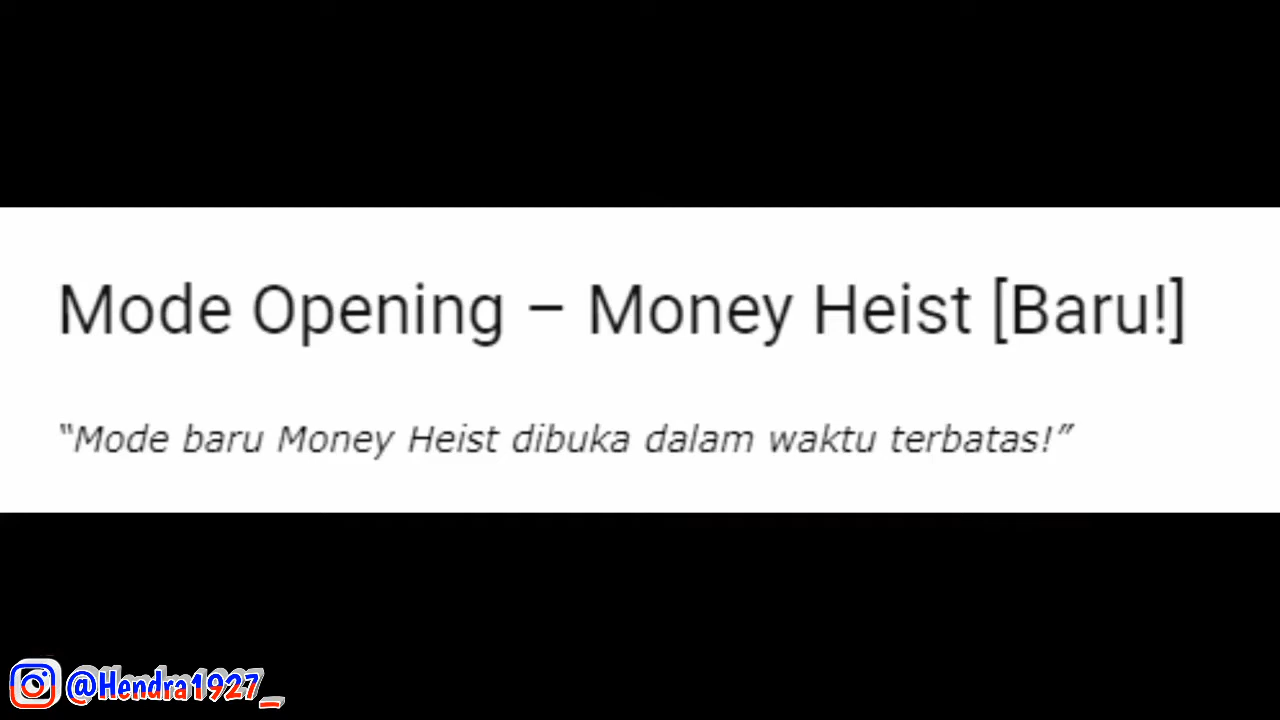 Mode Opening – Money Heist [Baru!]
“Mode baru Money Heist dibuka dalam waktu terbatas!”
@Hendra1927_